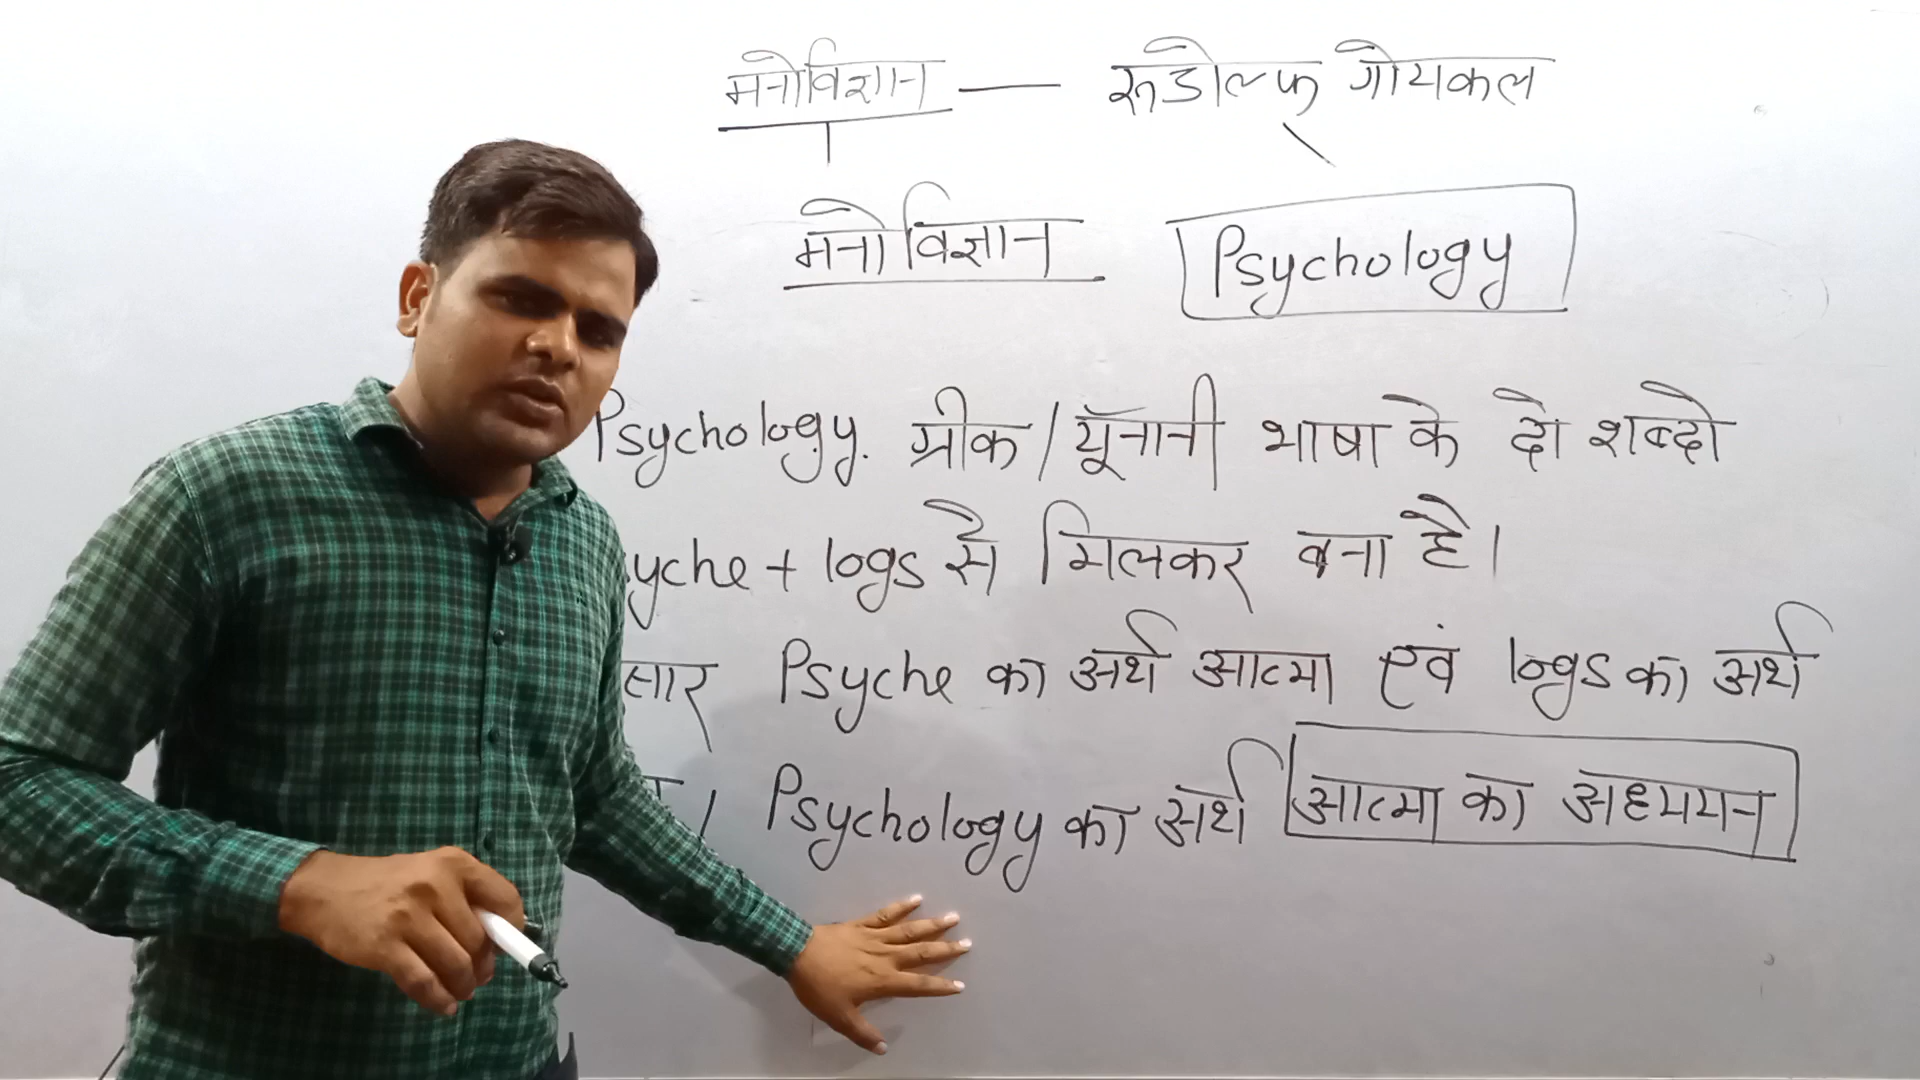 मनोविज्ञान — रूडोल्फ गोयकल
मनोविज्ञान Psychology
Psychology. ग्रीक / यूॅनानी भाषा के दो शब्दो
yche + logs से मिलकर बना है।
सार Psyche का अर्थ आत्मा एवं logs का अर्थ
। Psychology का अर्थ आत्मा का अध्ययन